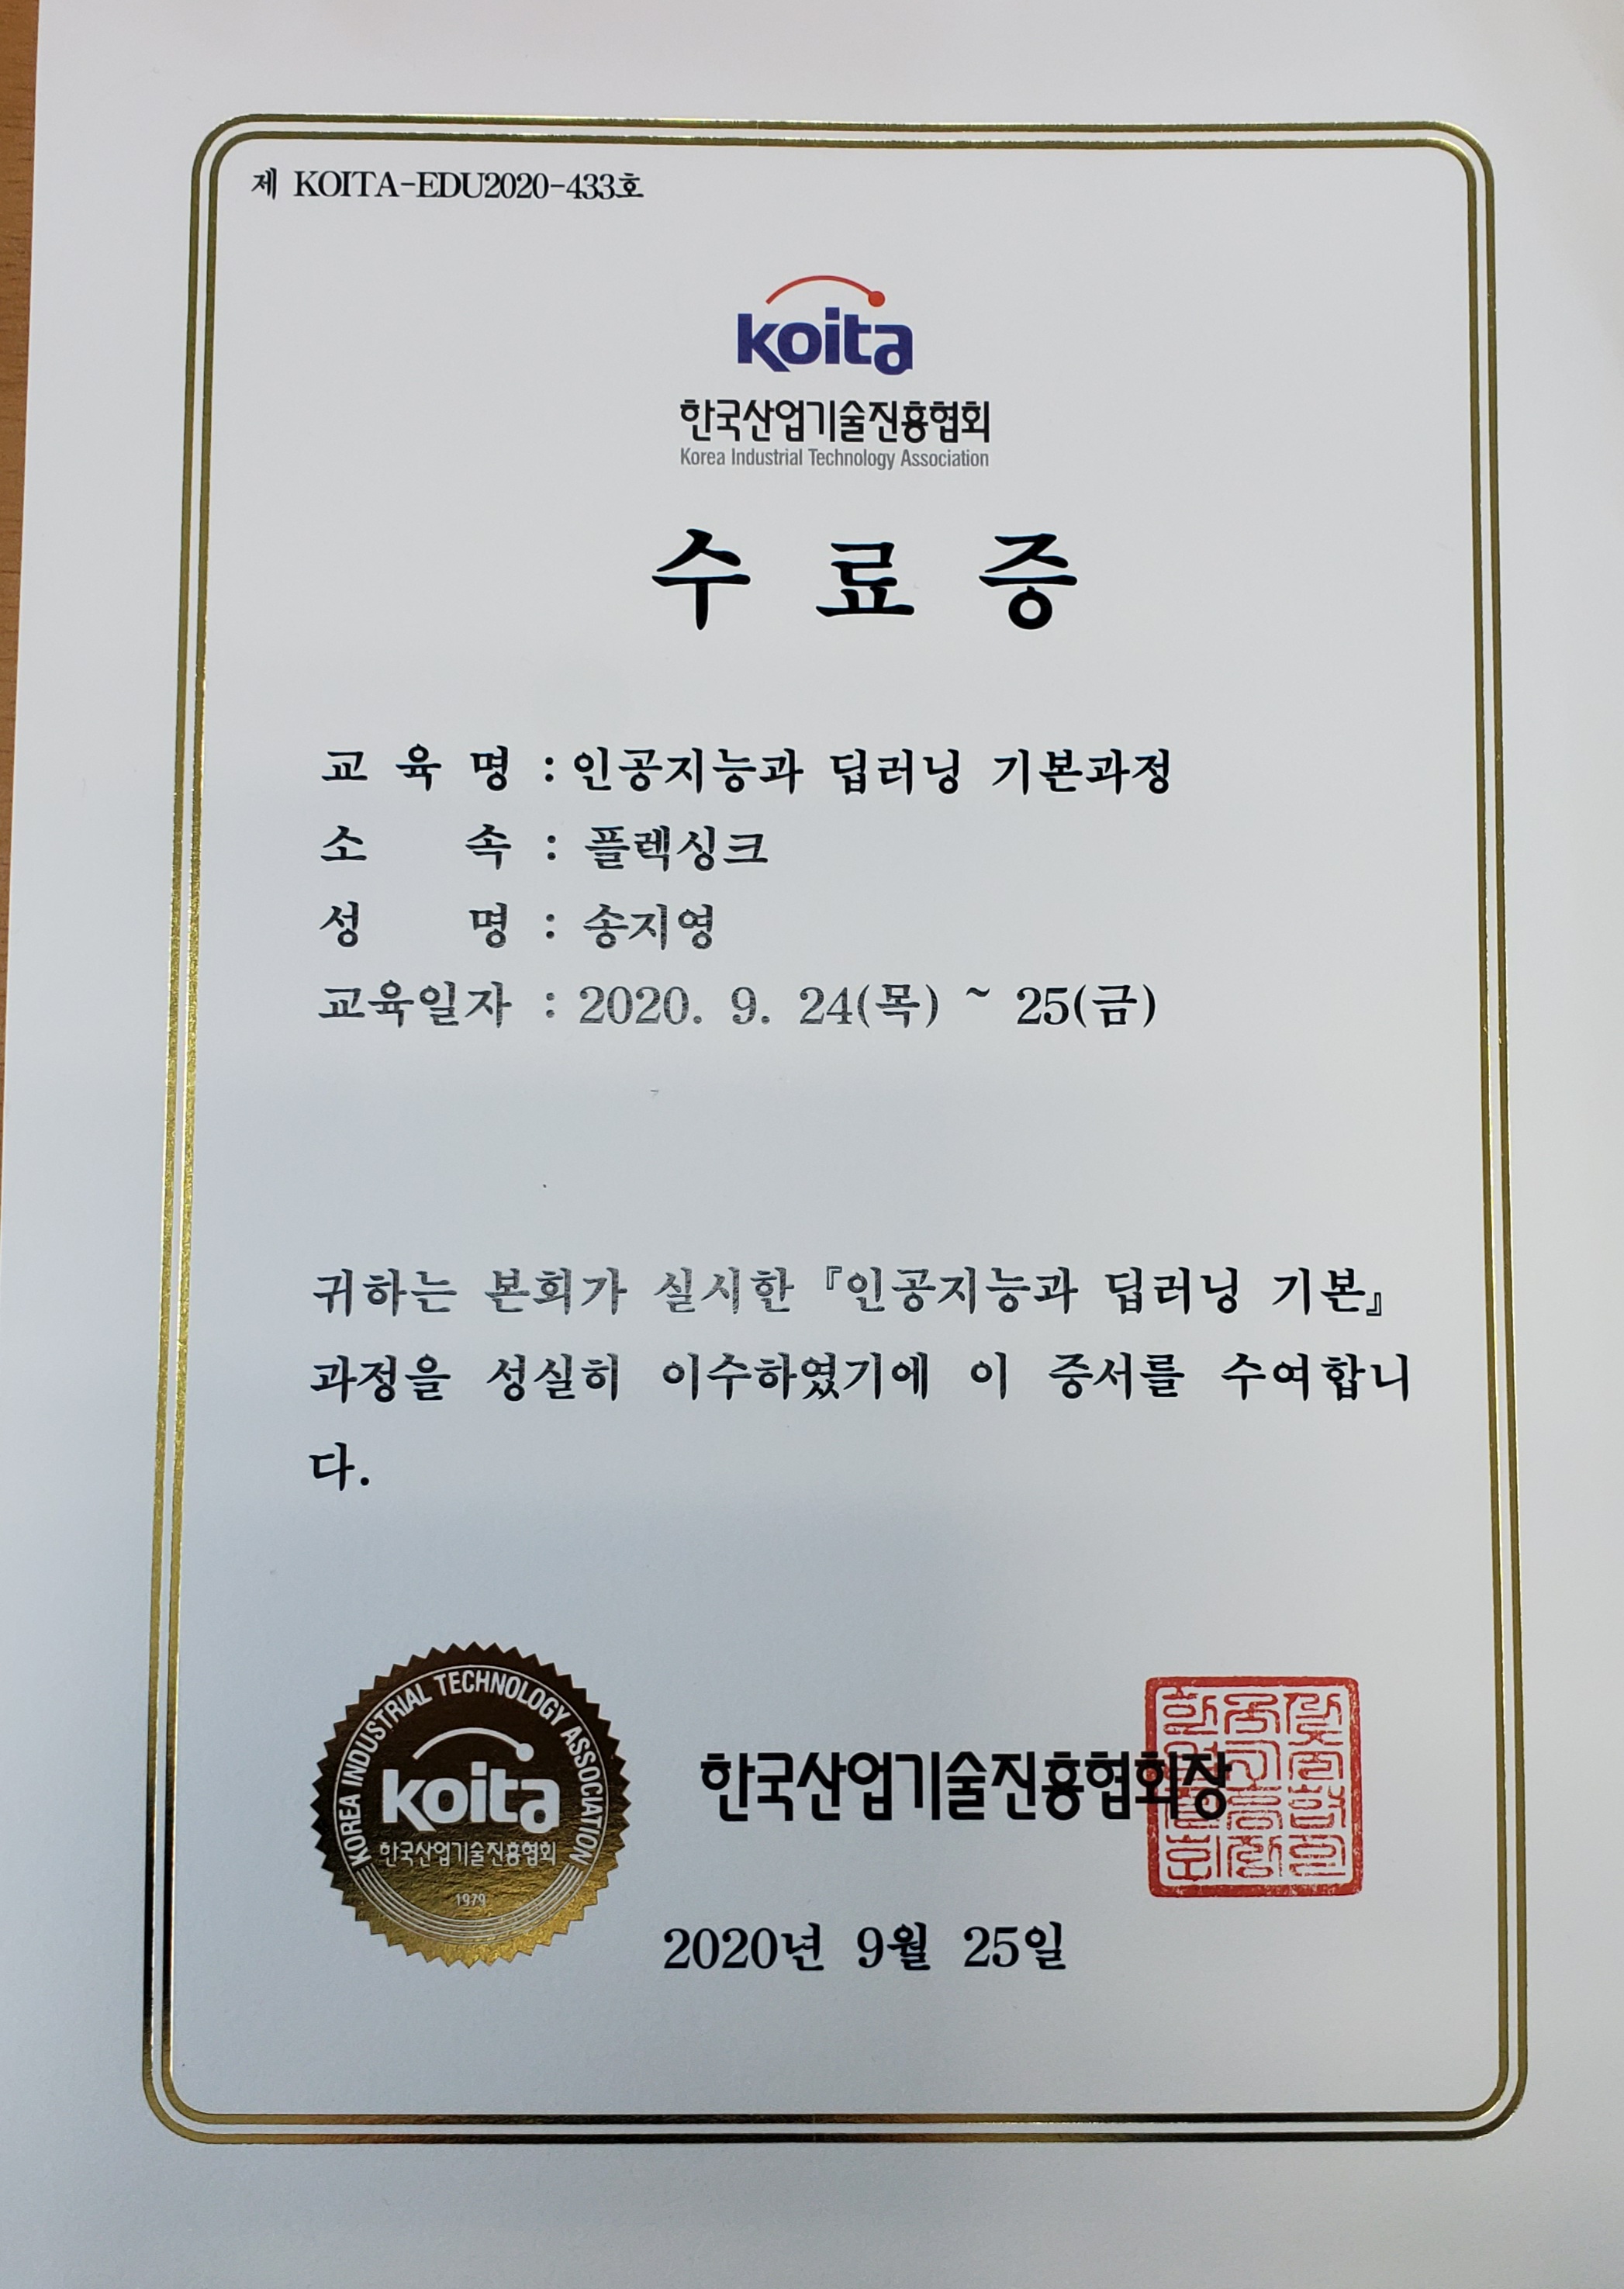 제 KOITA-EDU2020-433호
koita
한국산업기술진흥협회
Korea Industrial Technology Association
수 료 증
교 육 명 : 인공지능과 딥러닝 기본과정
소 속 : 플렉싱크
성 명 : 송지영
교육일자 : 2020. 9. 24(목) ~ 25(금)
귀하는 본회가 실시한 『인공지능과 딥러닝 기본』
과정을 성실히 이수하였기에 이 증서를 수여합니
다.
KOREA INDUSTRIAL TECHNOLOGY ASSOCIATION
koita
한국산업기술진흥협회
1979
한국산업기술진흥협회장
2020년 9월 25일